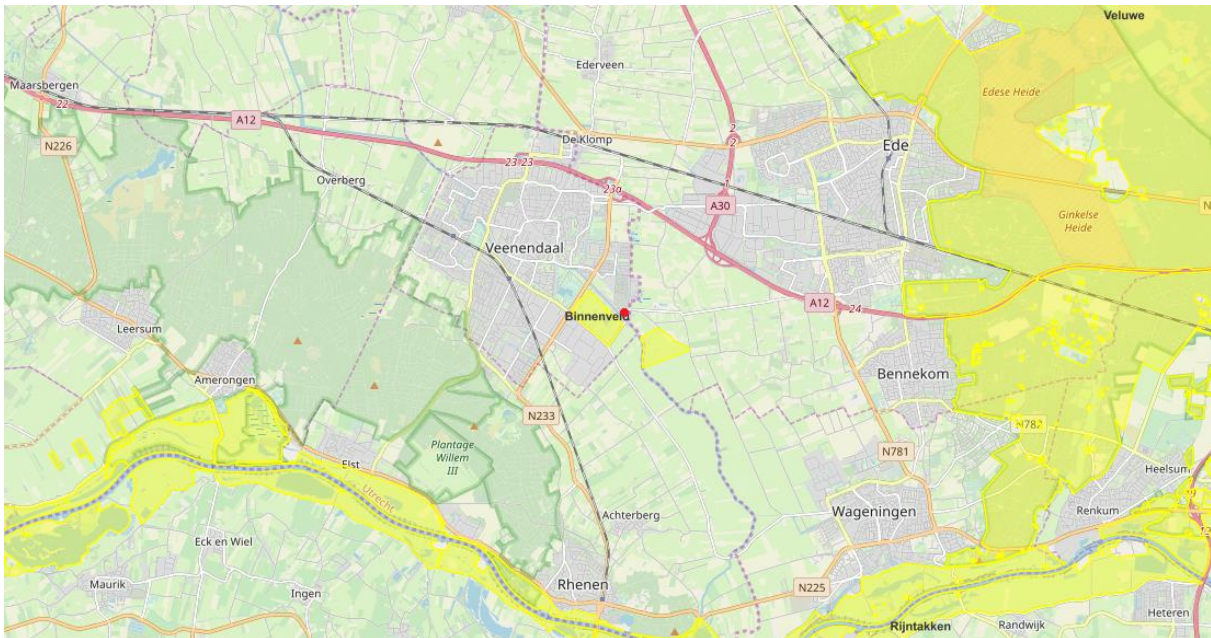 Veluwe
Ederveen
Maarsbergen
22
Edese Heide
2
2
A12
De Klomp
Ede
N226
23 23
Overberg
23a
1
A30
Ginkelse
Heide
Veenendaal
A12
24
Binnenveld
Leersum
Bennekom
Amerongen
N233
N782
Plantage
Willem
III
N781
Elst
Heelsum
Utrecht
Wageningen
Renkum
Achterberg
Eck en Wiel
Maurik
Rhenen
Ingen
N225
Heteren
Rijntakken
Randwijk